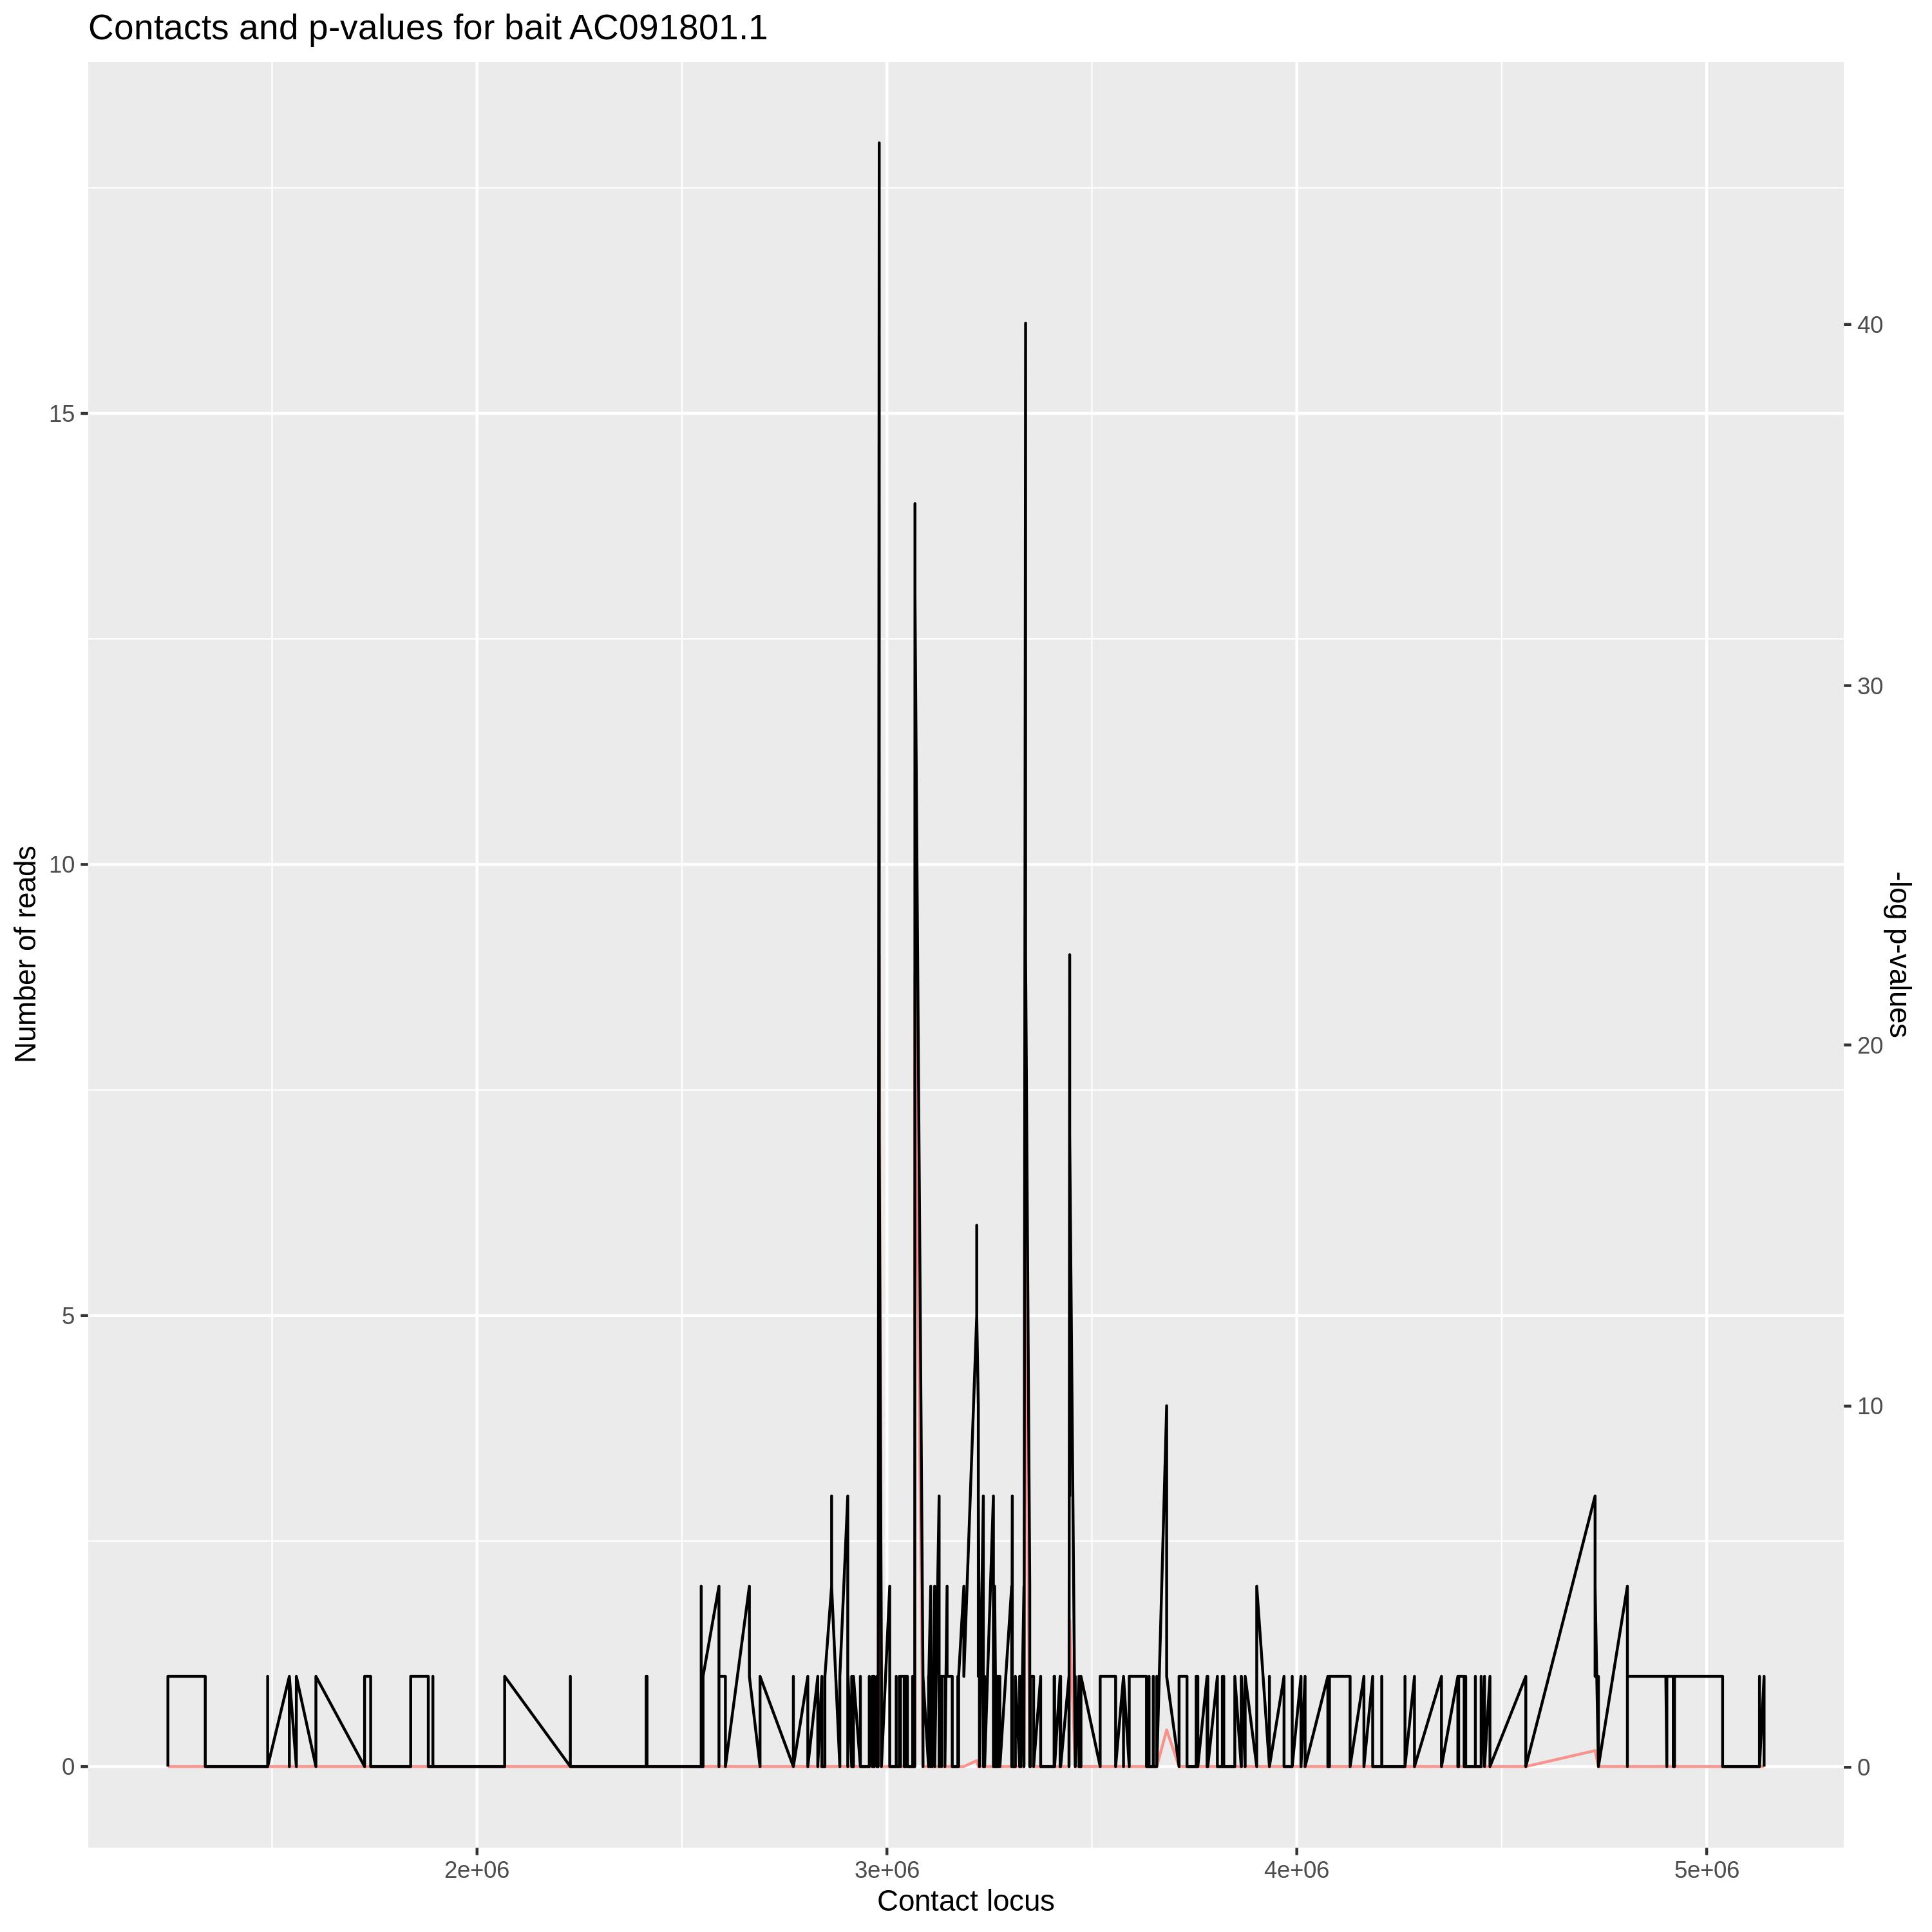 Contacts and p-values for bait AC091801.1
Number of reads
15
10
5
0
40
30
20
10
0
-log p-values
2e+06
3e+06
4e+06
5e+06
Contact locus